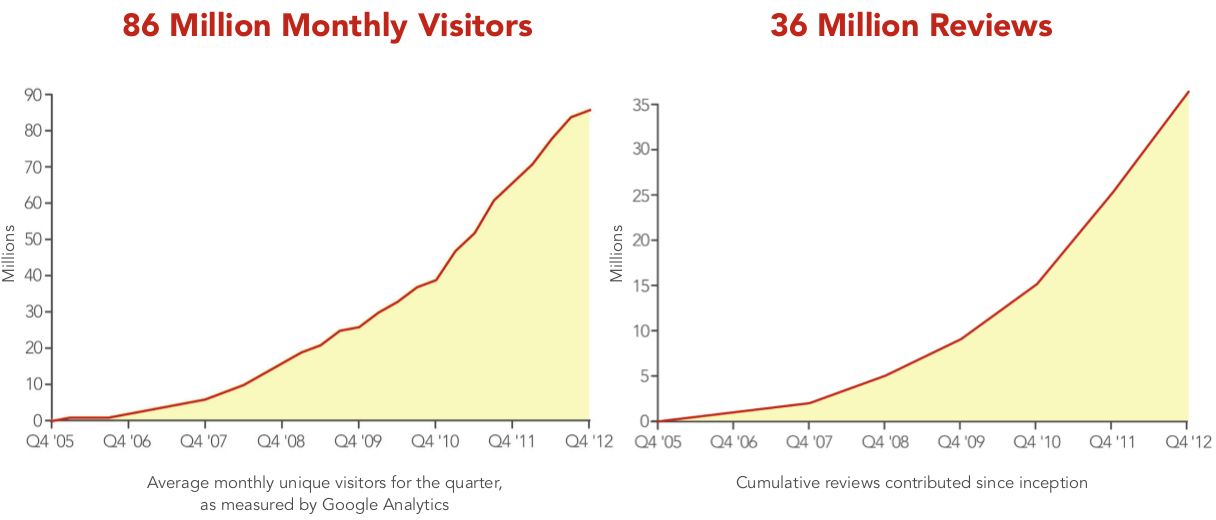 86 Million Monthly Visitors
90
80
70
60
50
40
30
20
10
0
Millions
Q4 '05 Q4 '06 Q4 '07 Q4 '08 Q4 '09 Q4 '10 Q4 '11 Q4 '12
Average monthly unique visitors for the quarter,
as measured by Google Analytics
36 Million Reviews
35
30
25
20
15
10
5
0
Millions
Q4 '05 Q4 '06 Q4 '07 Q4 '08 Q4 '09 Q4 '10 Q4 '11 Q4 '12
Cumulative reviews contributed since inception